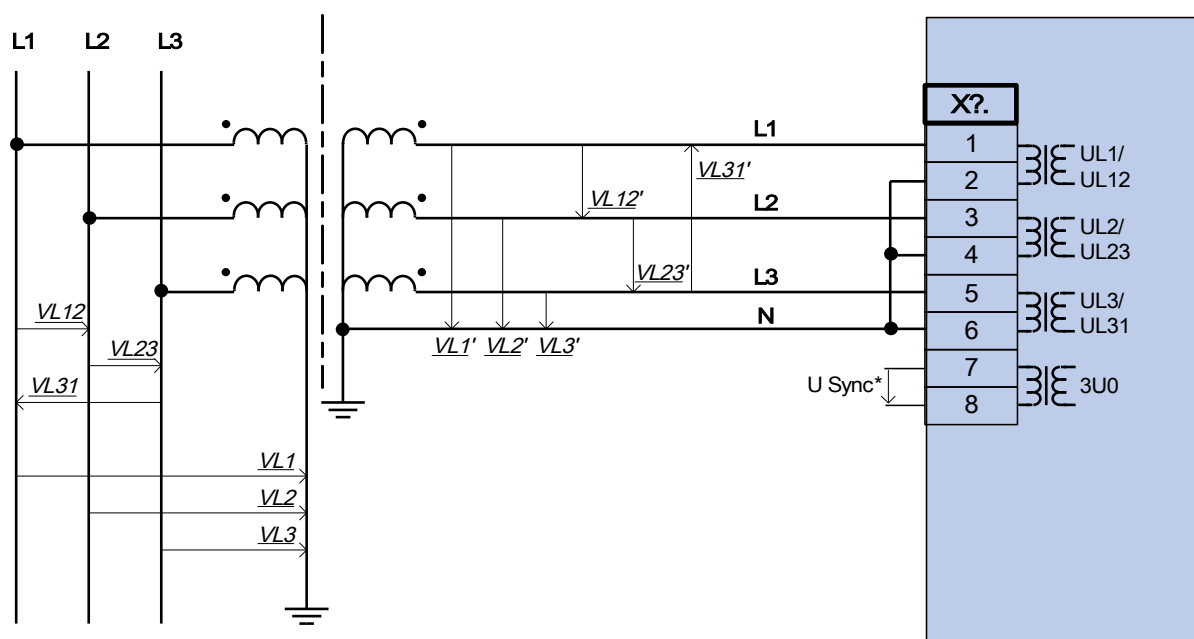 L1 L2 L3
X?.
L1
1
UL1/
UL12
VL31'
2
VL12'
L2
3
UL2/
UL23
4
VL23'
L3
5
UL3/
UL31
VL12
N
6
VL1' VL2' VL3'
VL23
7
U Sync*
3U0
VL31
8
VL1
VL2
VL3